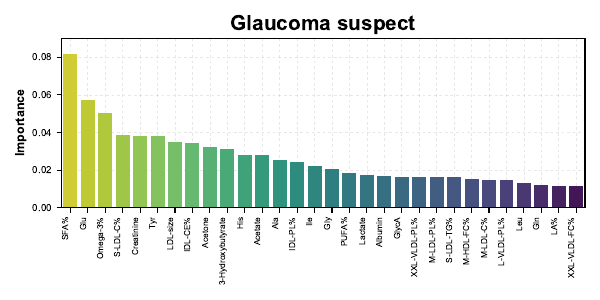 Glaucoma suspect
Importance
0.08
0.06
0.04
0.02
0.00
SFA%
Glu
Omega-3%
S-LDL-C%
Creatinine
Tyr
LDL-size
IDL-CE%
Acetone
3-Hydroxybutyrate
His
Acetate
Ala
IDL-PL%
Ile
Gly
PUFA%
Lactate
Albumin
GlycA
XXL-VLDL-PL%
M-LDL-PL%
S-LDL-TG%
M-HDL-FC%
M-LDL-C%
L-VLDL-PL%
Leu
Gln
LA%
XXL-VLDL-FC%